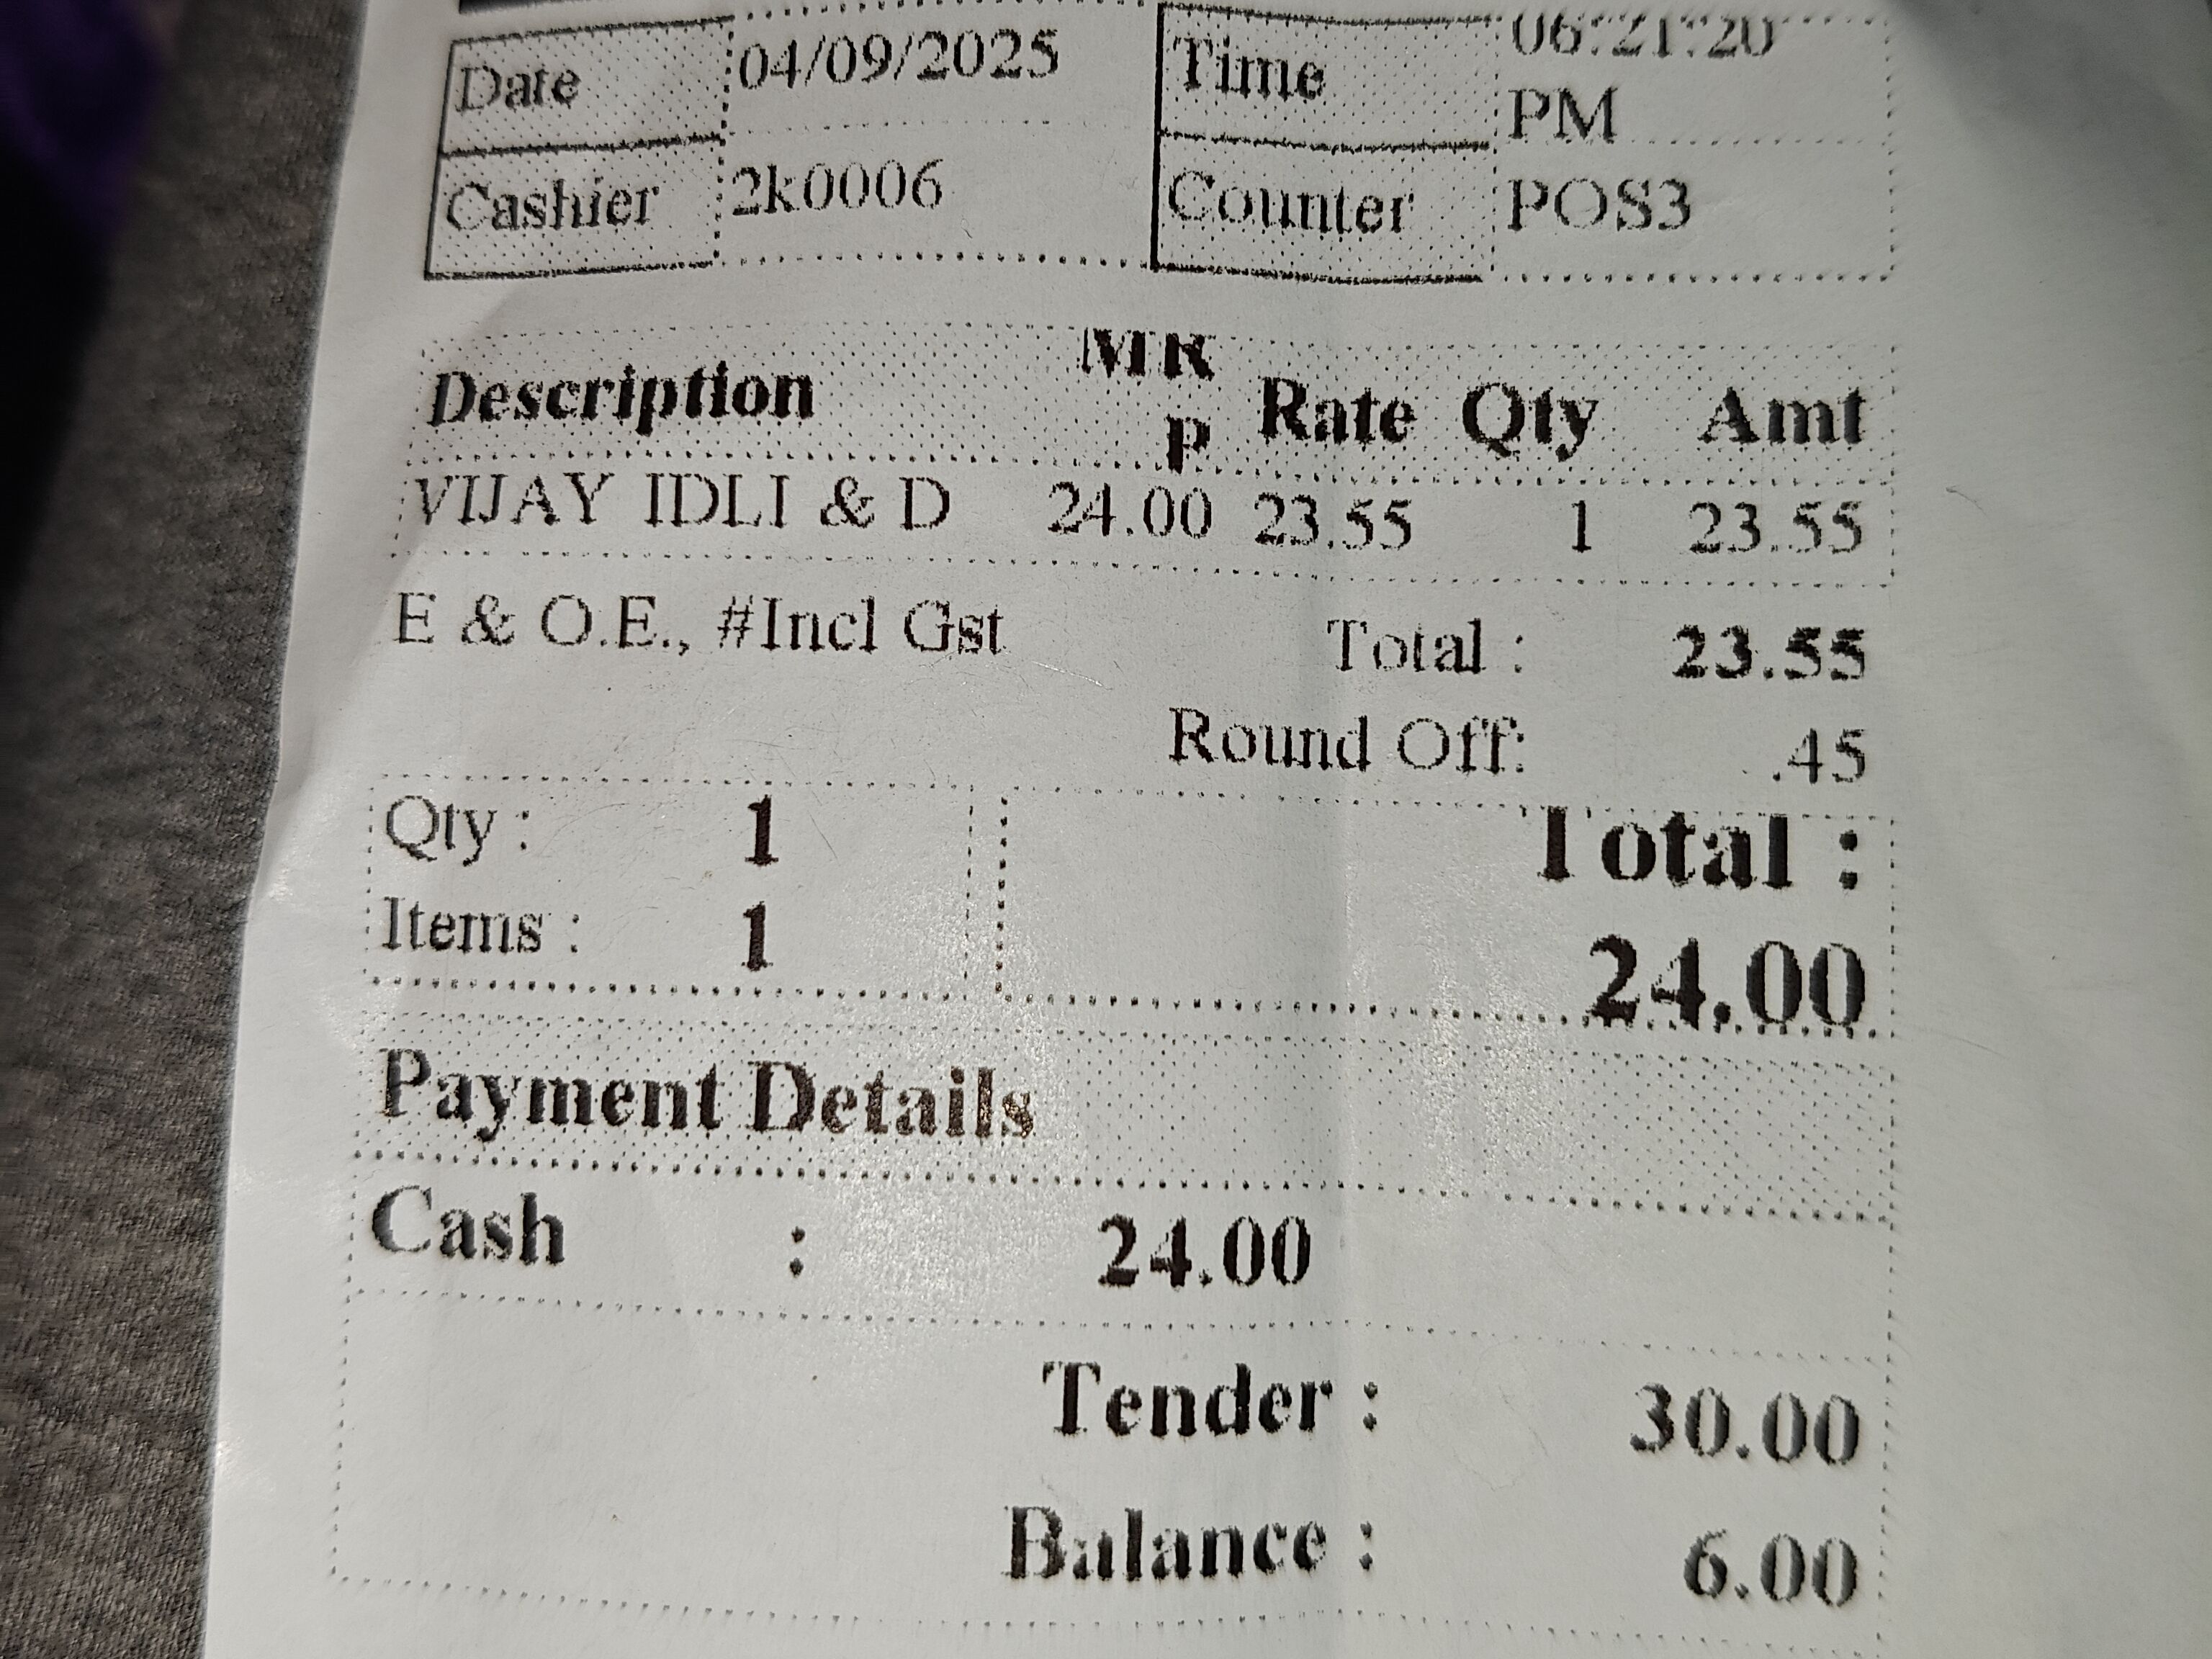 Date 04/09/2025 Time 06:21:20
PM
Cashier 2k0006 Counter POS3
Description MR
P Rate Qty Amt
VIJAY IDLI & D 24.00 23.55 1 23.55
E & O.E., #Incl Gst Total : 23.55
Round Off: .45
Qty : 1 Total :
Items : 1 24.00
Payment Details
Cash : 24.00
Tender : 30.00
Balance : 6.00